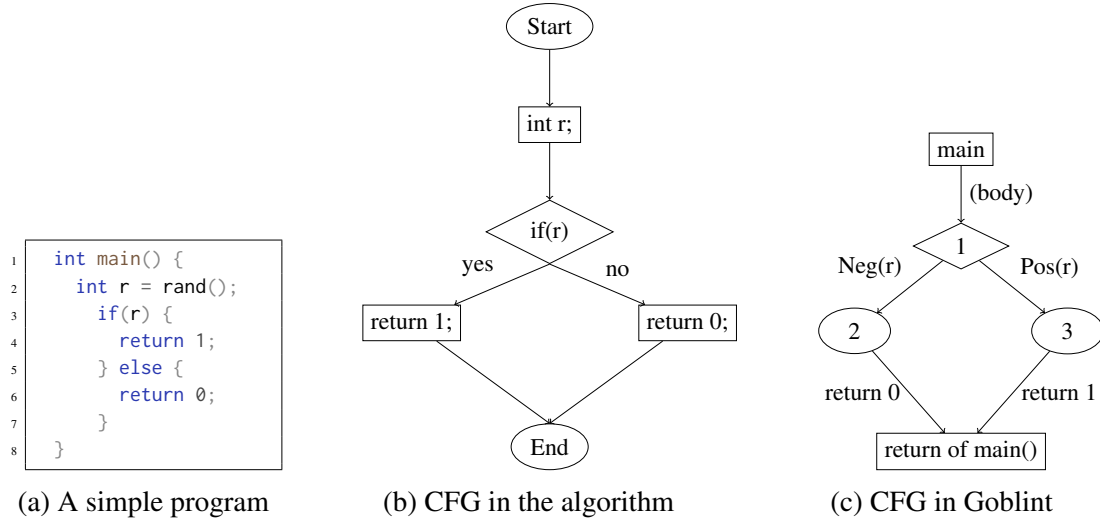 1 int main() {
2 int r = rand();
3 if(r) {
4 return 1;
5 } else {
6 return 0;
7 }
8 }
(a) A simple program
Start
int r;
if(r)
yes
no
return 1;
return 0;
End
(b) CFG in the algorithm
main
(body)
1
Neg(r)
Pos(r)
2
3
return 0
return 1
return of main()
(c) CFG in Goblint